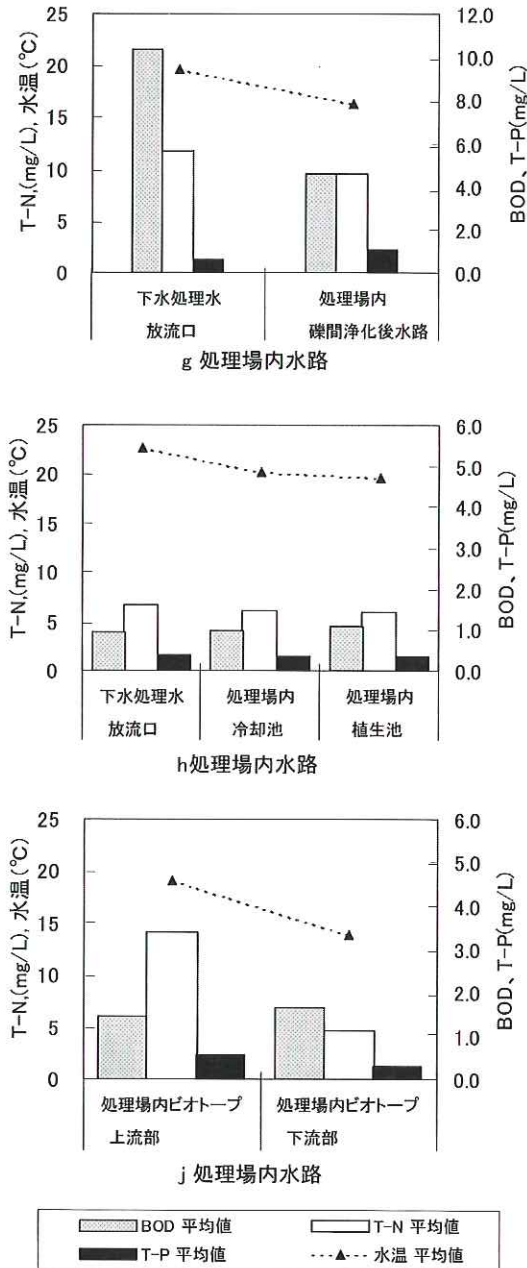 T-N,(mg/L), 水温(℃)
25
20
15
10
5
0
12.0
10.0
8.0
6.0
4.0
2.0
0.0
BOD、T-P(mg/L)
下水処理水 処理場内
放流口 礫間浄化後水路
g 処理場内水路
T-N,(mg/L), 水温(℃)
25
20
15
10
5
0
6.0
5.0
4.0
3.0
2.0
1.0
0.0
BOD、T-P(mg/L)
下水処理水 処理場内 処理場内
放流口 冷却池 植生池
h処理場内水路
T-N,(mg/L), 水温(℃)
25
20
15
10
5
0
6.0
5.0
4.0
3.0
2.0
1.0
0.0
BOD、T-P(mg/L)
処理場内ビオトープ 処理場内ビオトープ
上流部 下流部
j 処理場内水路
BOD 平均値 T-N 平均値
T-P 平均値 水温 平均値